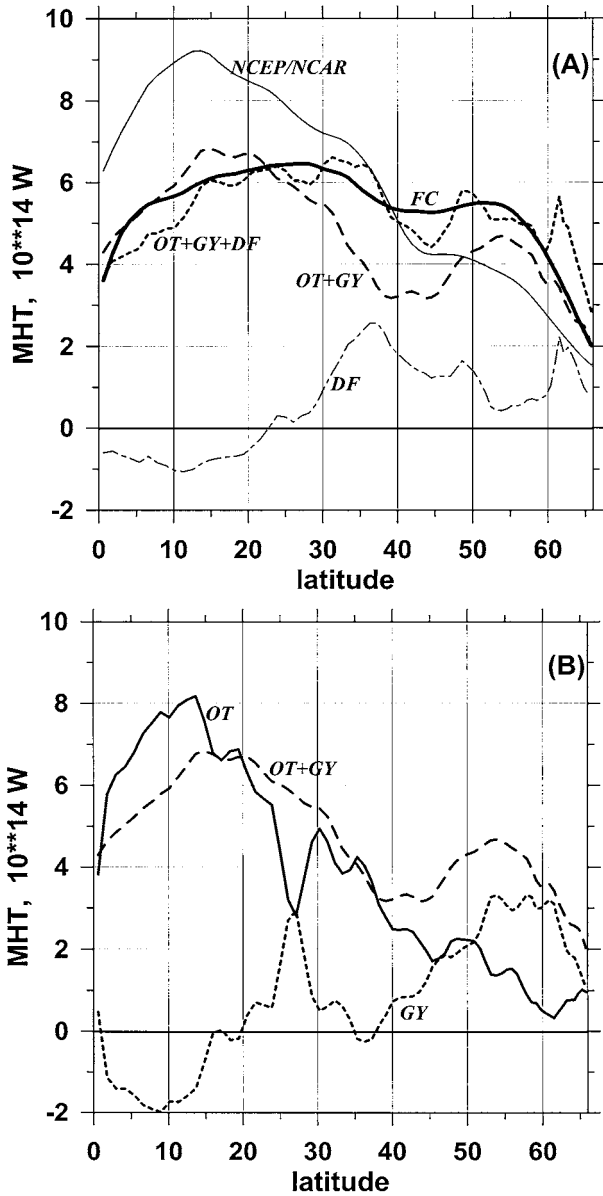 10
8
6
4
2
0
-2
MHT, 10**14 W
NCEP/NCAR
(A)
FC
OT+GY+DF
OT+GY
DF
0 10 20 30 40 50 60
latitude
10
8
6
4
2
0
-2
MHT, 10**14 W
(B)
OT
OT+GY
GY
0 10 20 30 40 50 60
latitude